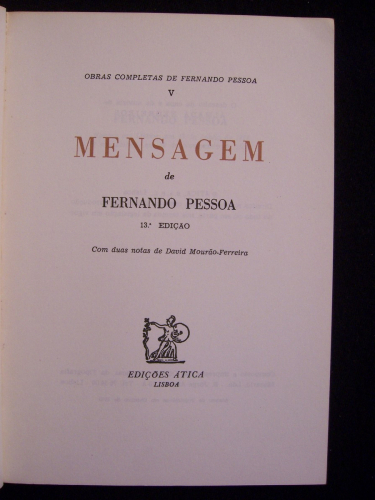 OBRAS COMPLETAS DE FERNANDO PESSOA
V
MENSAGEM
de
FERNANDO PESSOA
13.ª EDIÇÃO
Com duas notas de David Mourão-Ferreira
EDIÇÕES ÁTICA
LISBOA